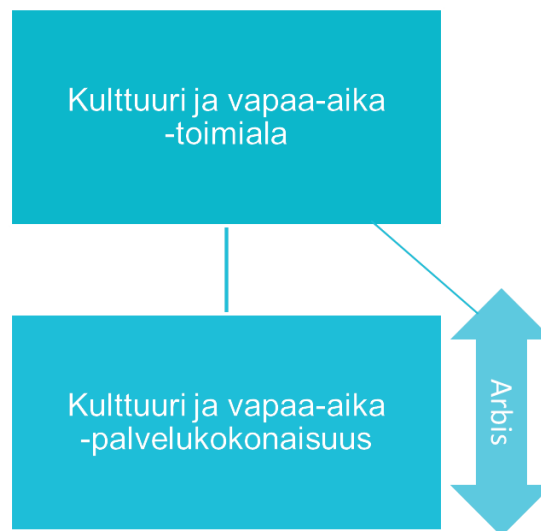 Kulttuuri ja vapaa-aika
-toimiala
Kulttuuri ja vapaa-aika
-palvelukokonaisuus
Arbis